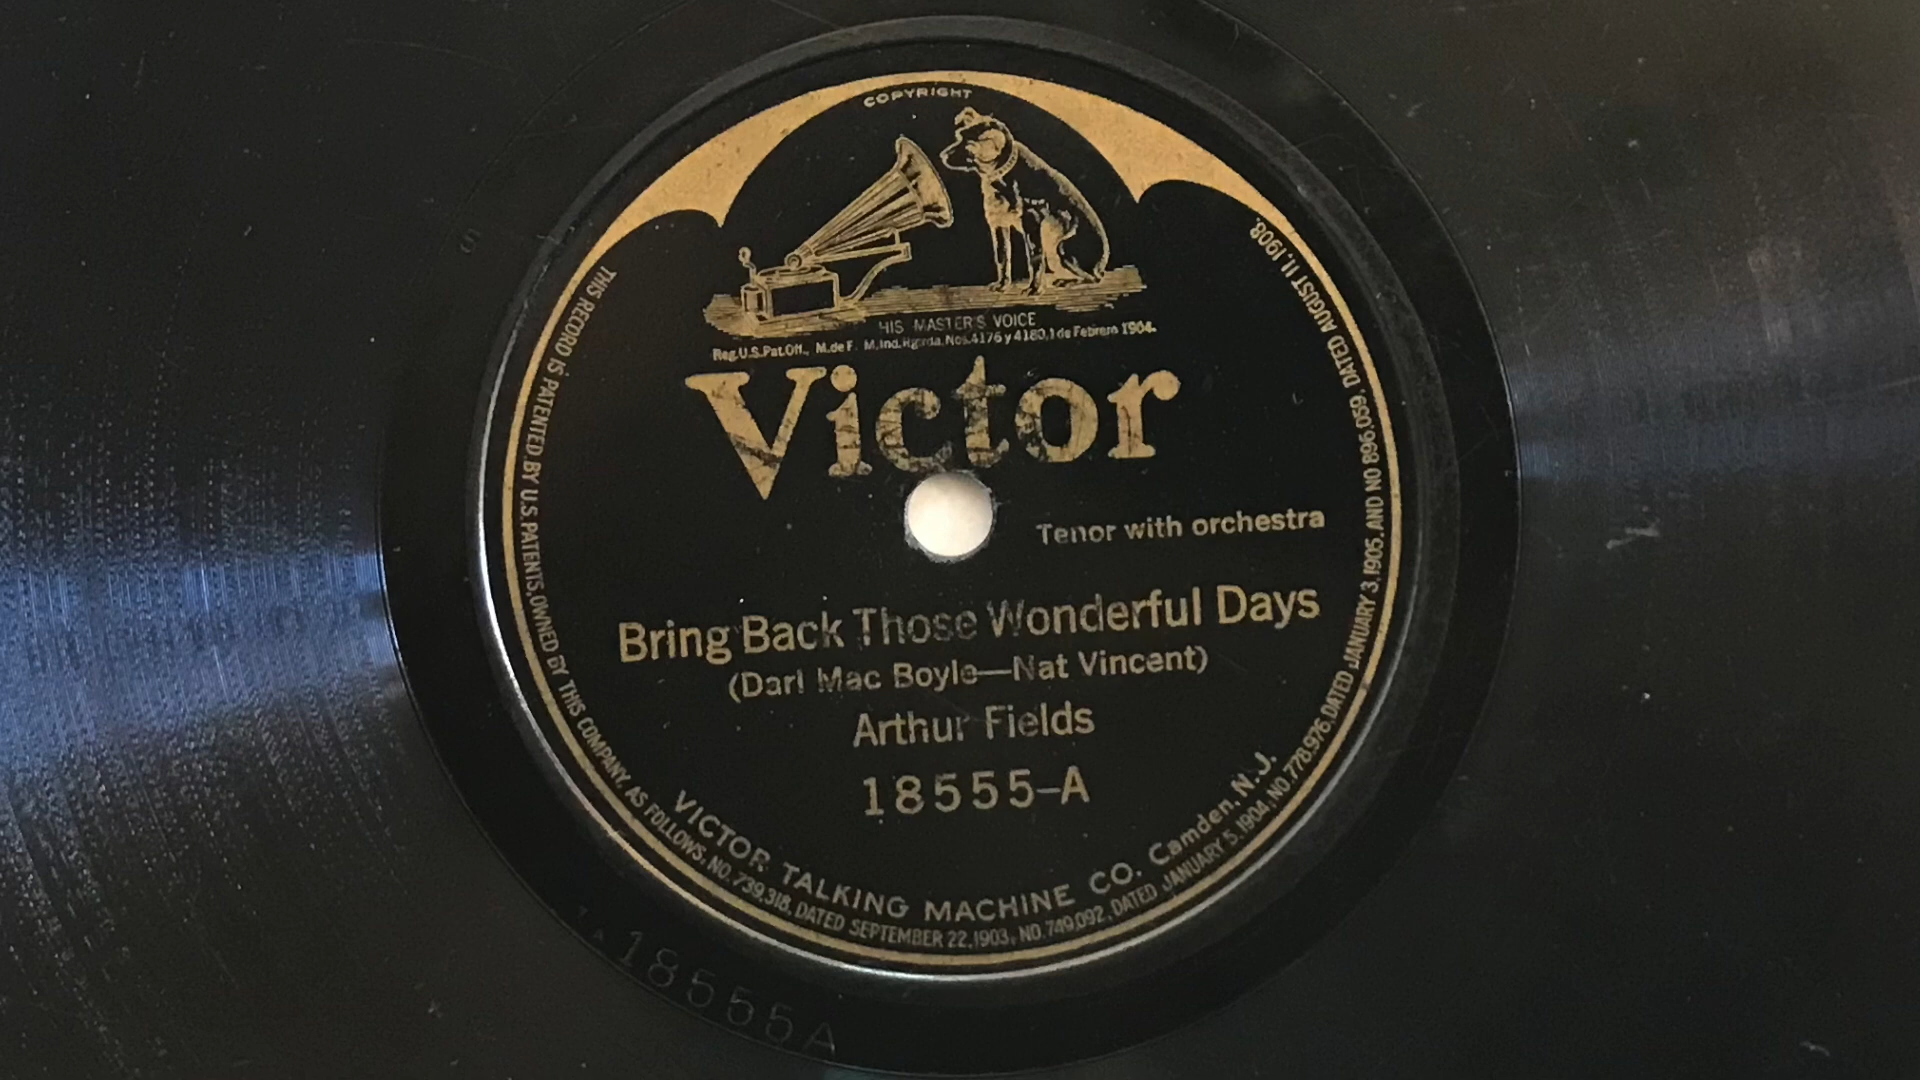 COPYRIGHT
HIS MASTER'S VOICE
Reg.U.S.Pat.Off., M.de F. M.Ind.Rgrda.Nos.4176 y 4180,1 de Febrero 1904.
Victor
Tenor with orchestra
Bring Back Those Wonderful Days
(Darl Mac Boyle—Nat Vincent)
Arthur Fields
18555-A
VICTOR TALKING MACHINE CO. Camden, N.J.
THIS RECORD IS PATENTED BY U.S. PATENTS, OWNED BY THIS COMPANY, AS FOLLOWS: NO. 739,318, DATED SEPTEMBER 22, 1903, NO. 749,092, DATED JANUARY 5, 1904, NO. 778,976, DATED JANUARY 3, 1905, AND NO 896,059, DATED AUGUST 11, 1908.
18555A